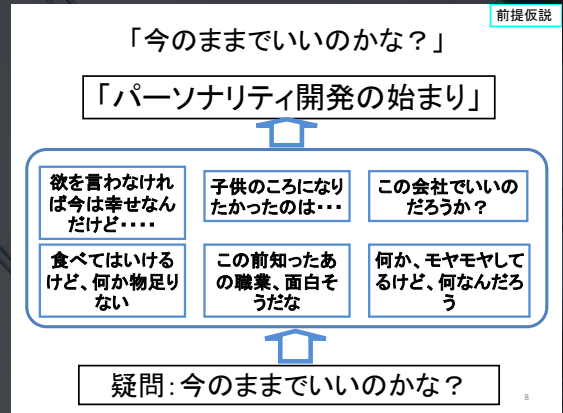 前提仮説
「今のままでいいのかな?」
「パーソナリティ開発の始まり」
欲を言わなけれ
ば今は幸せなん
だけど・・・・
子供のころになり
たかったのは・・・
この会社でいいの
だろうか?
食べてはいける
けど、何か物足り
ない
この前知ったあ
の職業、面白そ
うだな
何か、モヤモヤして
るけど、何なんだろ
う
疑問:今のままでいいのかな?
8